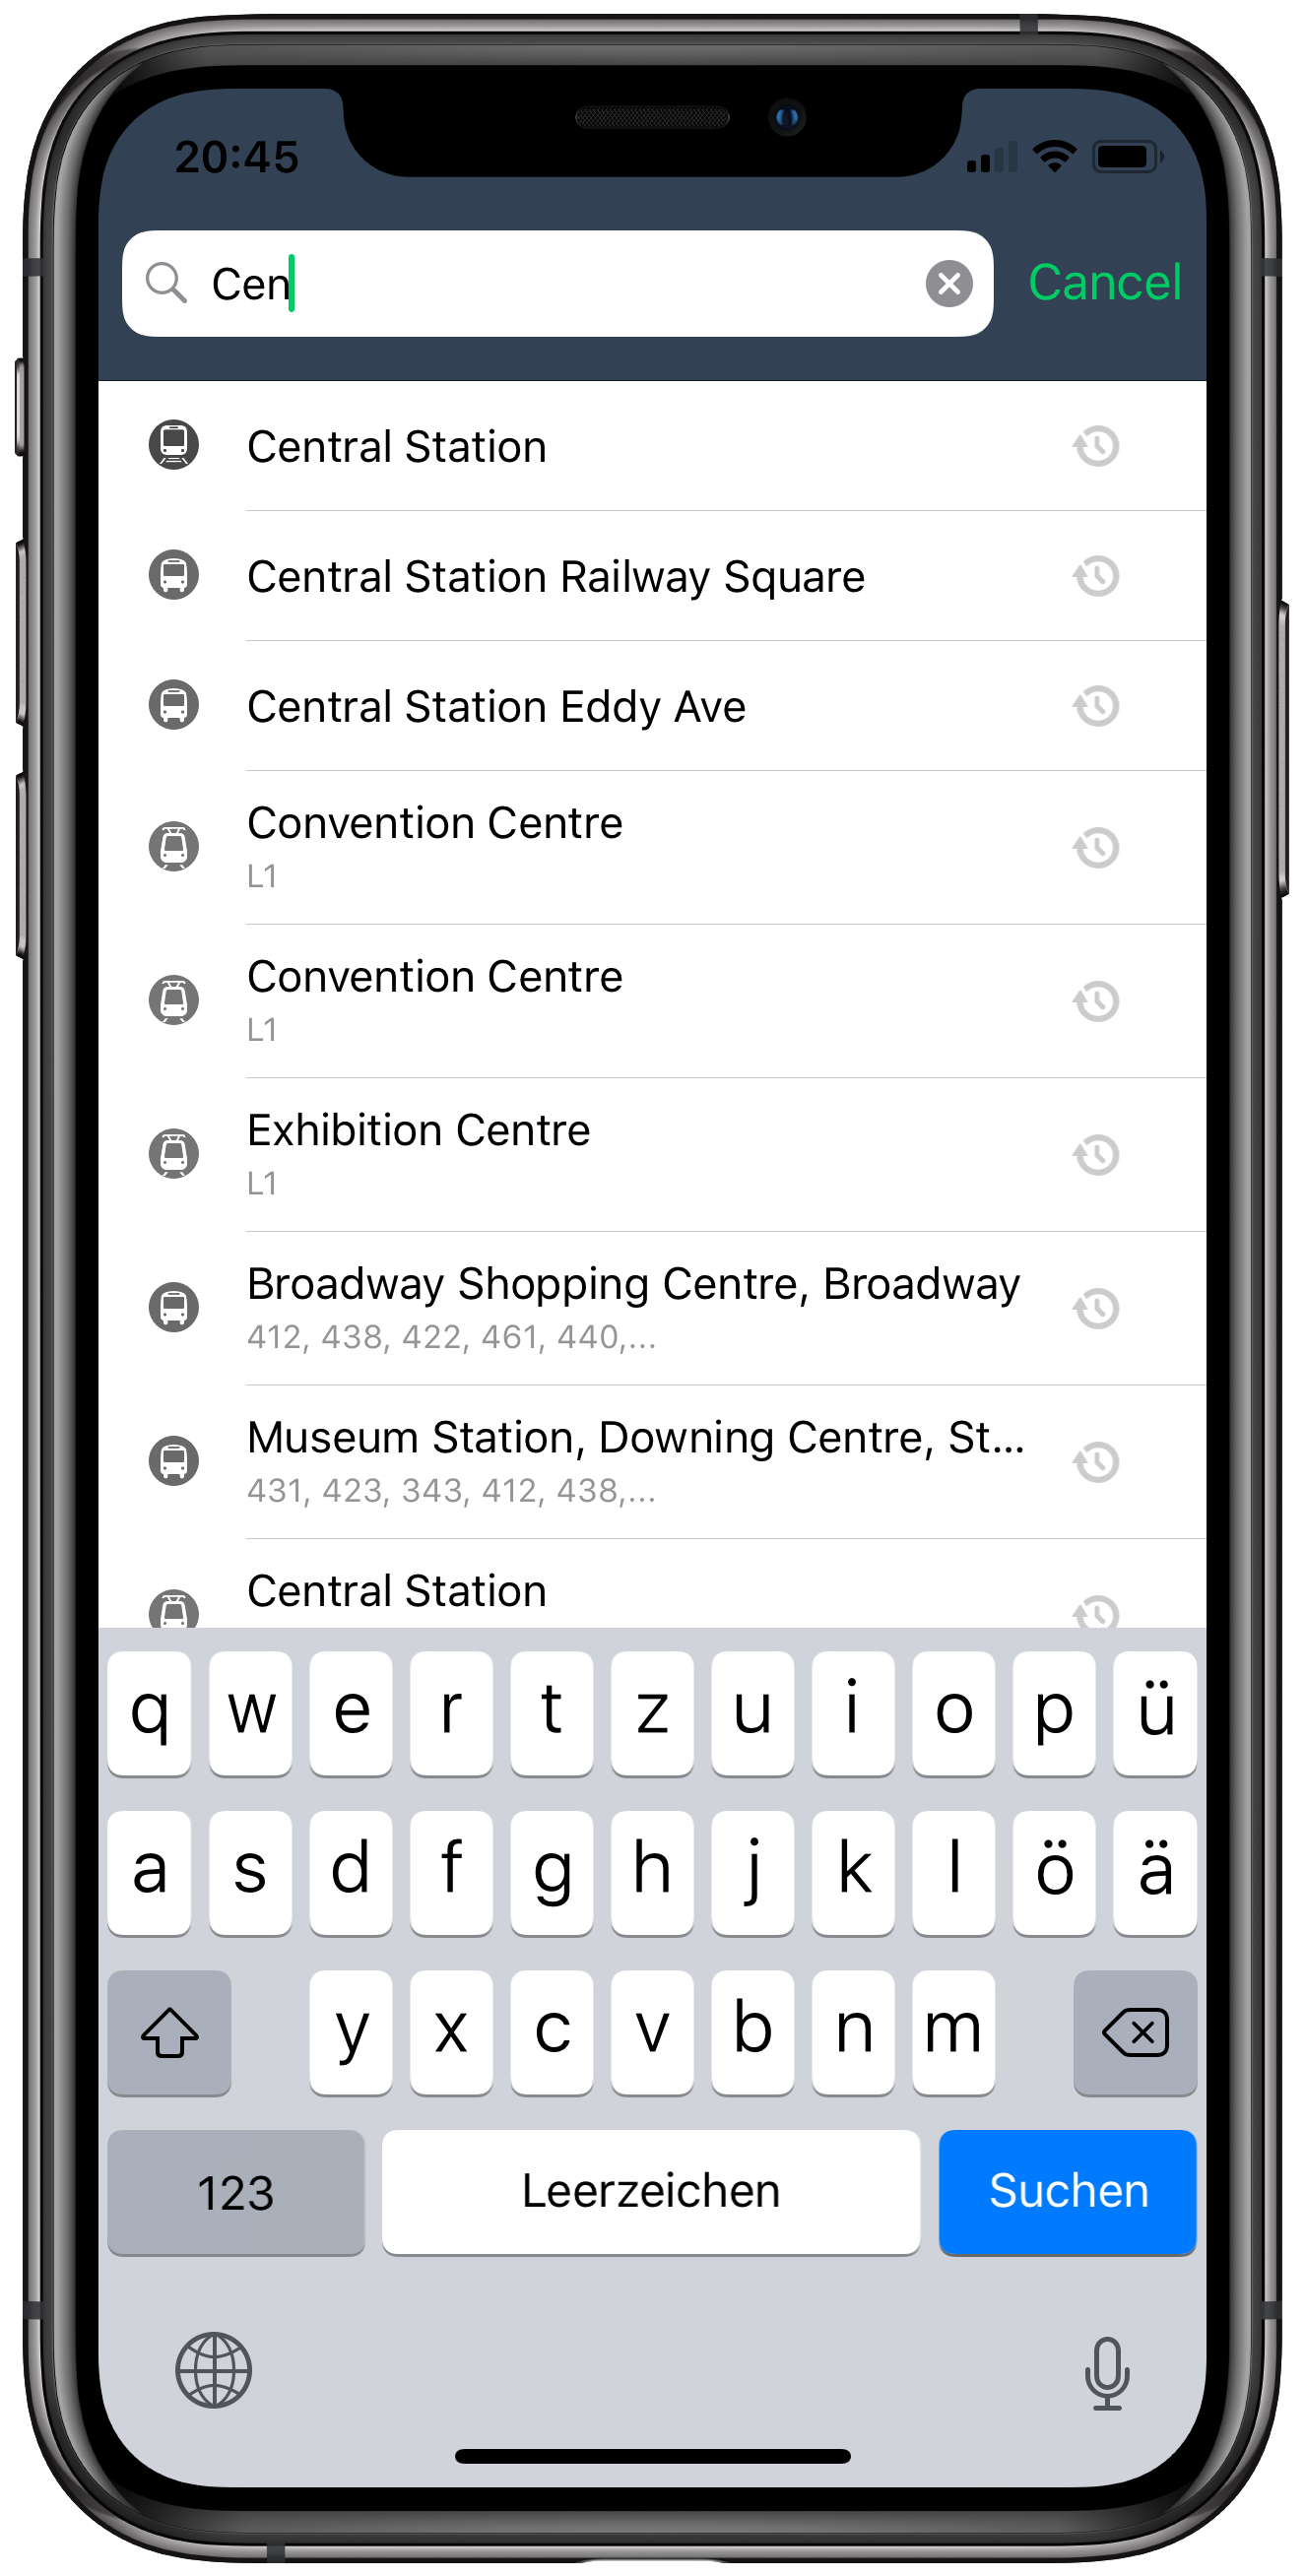 20:45
Cen
Cancel
Central Station
Central Station Railway Square
Central Station Eddy Ave
Convention Centre
L1
Convention Centre
L1
Exhibition Centre
L1
Broadway Shopping Centre, Broadway
412, 438, 422, 461, 440,...
Museum Station, Downing Centre, St...
431, 423, 343, 412, 438,...
Central Station
q w e r t z u i o p ü
a s d f g h j k l ö ä
y x c v b n m
123 Leerzeichen Suchen